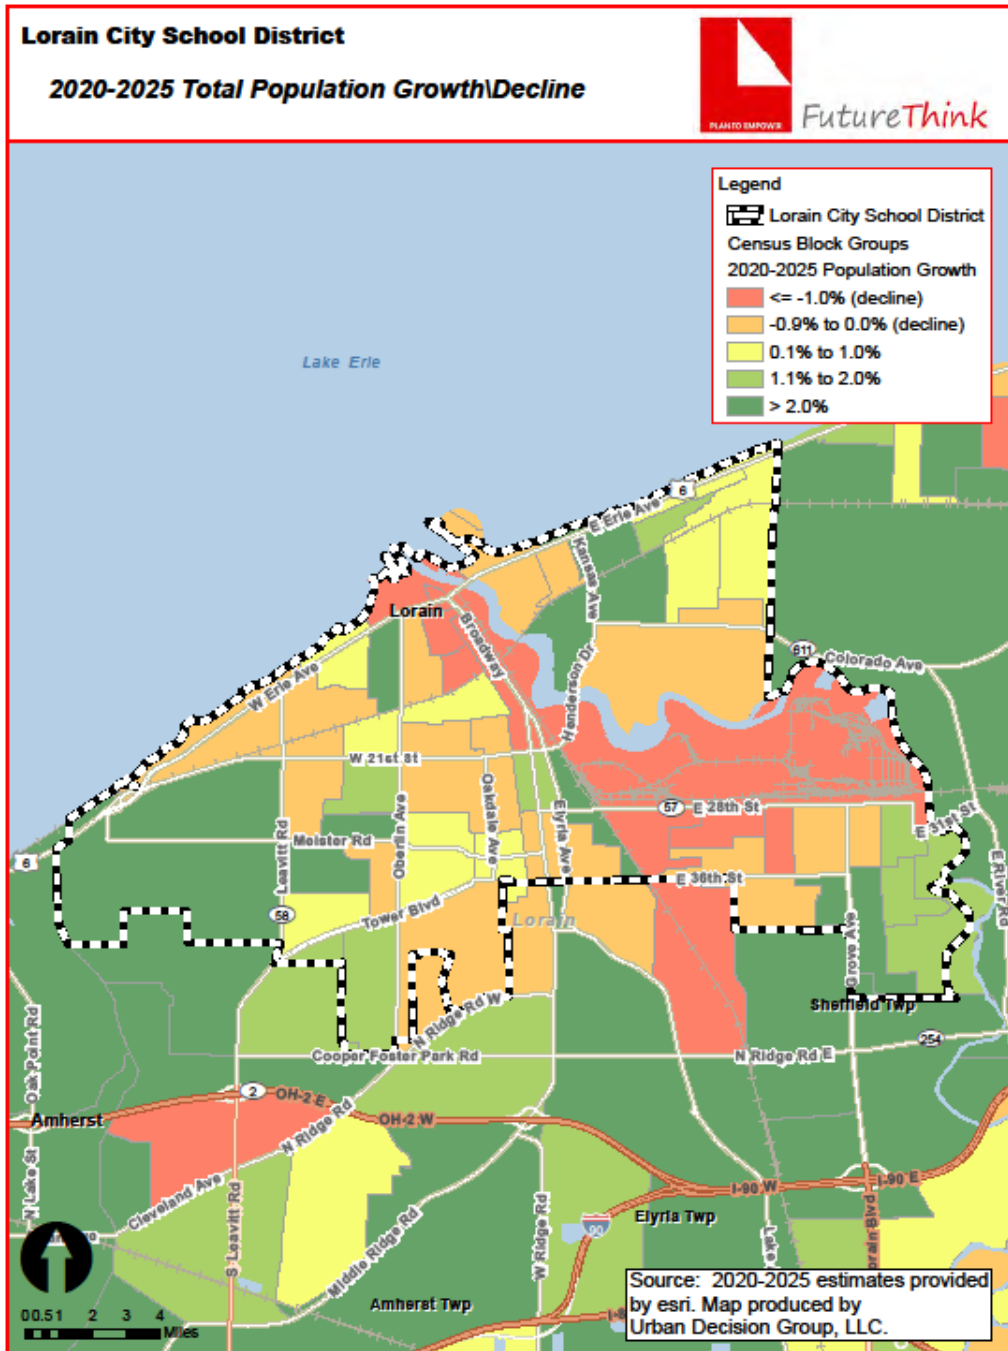 Lorain City School District
2020-2025 Total Population Growth\Decline
PLAN TO EMPOWER
FutureThink
Legend
Lorain City School District
Census Block Groups
2020-2025 Population Growth
<= -1.0% (decline)
-0.9% to 0.0% (decline)
0.1% to 1.0%
1.1% to 2.0%
> 2.0%
Lake Erie
6
E Erie Ave
Kansas Ave
Lorain
Broadway
611
Colorado Ave
W Erie Ave
Henderson Dr
W 21st St
Oakdale Ave
Elyria Ave
57
E 28th St
E 31st St
6
Meister Rd
Leavitt Rd
Oberlin Ave
E 36th St
E River Rd
58
Tower Blvd
Lorain
Grove Ave
N Ridge Rd W
Sheffield Twp
Oak Point Rd
Cooper Foster Park Rd
N Ridge Rd E
254
2
OH-2 E
Amherst
OH-2 W
N Ridge Rd
N Lake St
Cleveland Ave
I-90 W
I-90 E
S Leavitt Rd
Middle Ridge Rd
W Ridge Rd
90
Elyria Twp
Lake
orain Blvd
Amherst Twp
I-8
0 0.5 1 2 3 4
Miles
Source: 2020-2025 estimates provided
by esri. Map produced by
Urban Decision Group, LLC.